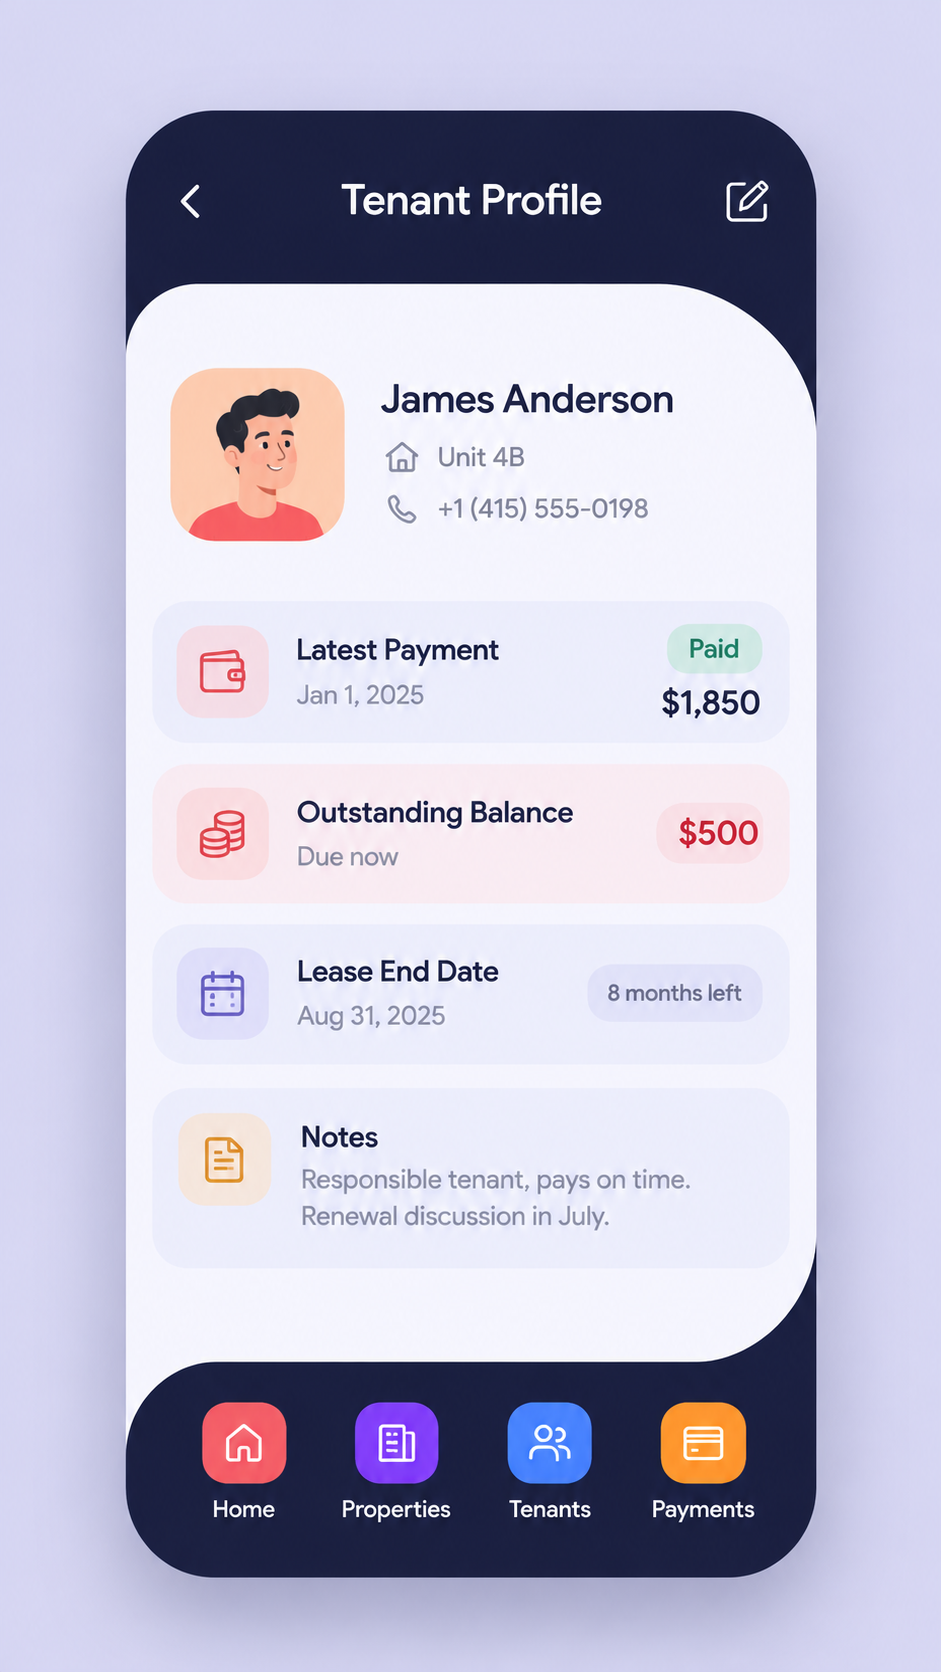 Tenant Profile
James Anderson
Unit 4B
+1 (415) 555-0198
Latest Payment
Jan 1, 2025
Paid
$1,850
Outstanding Balance
Due now
$500
Lease End Date
Aug 31, 2025
8 months left
Notes
Responsible tenant, pays on time.
Renewal discussion in July.
Home
Properties
Tenants
Payments